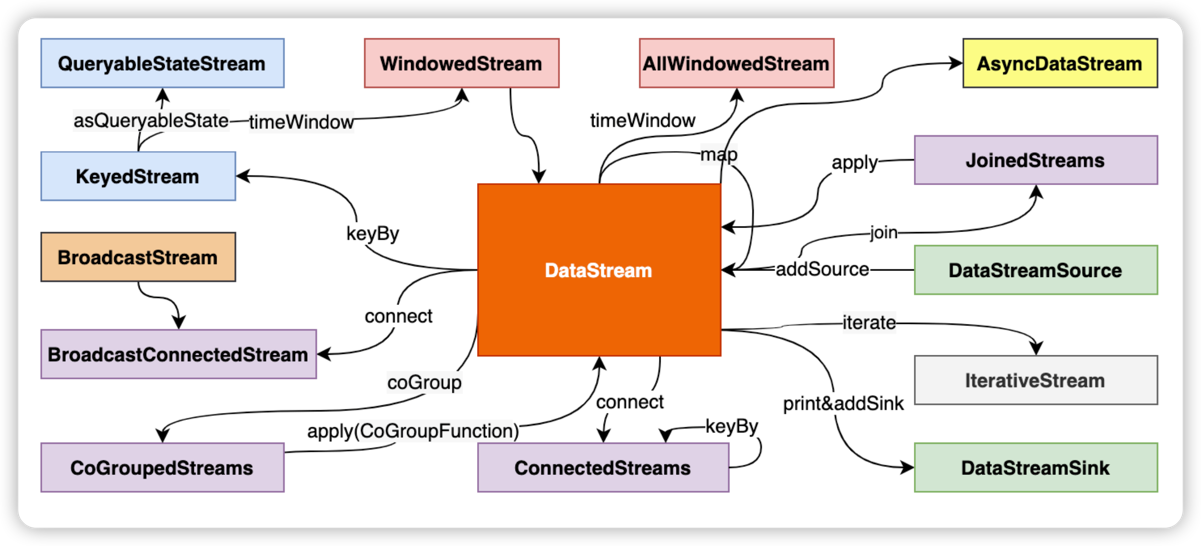 QueryableStateStream
WindowedStream
AllWindowedStream
AsyncDataStream
asQueryableState
timeWindow
timeWindow
map
apply
JoinedStreams
KeyedStream
keyBy
join
BroadcastStream
DataStream
addSource
DataStreamSource
connect
iterate
BroadcastConnectedStream
coGroup
IterativeStream
connect
print&addSink
apply(CoGroupFunction)
keyBy
CoGroupedStreams
ConnectedStreams
DataStreamSink